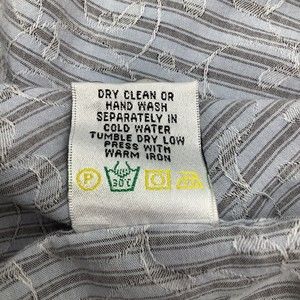 DRY CLEAN OR
HAND WASH
SEPARATELY IN
COLD WATER
TUMBLE DRY LOW
PRESS WITH
WARM IRON
P 30°C